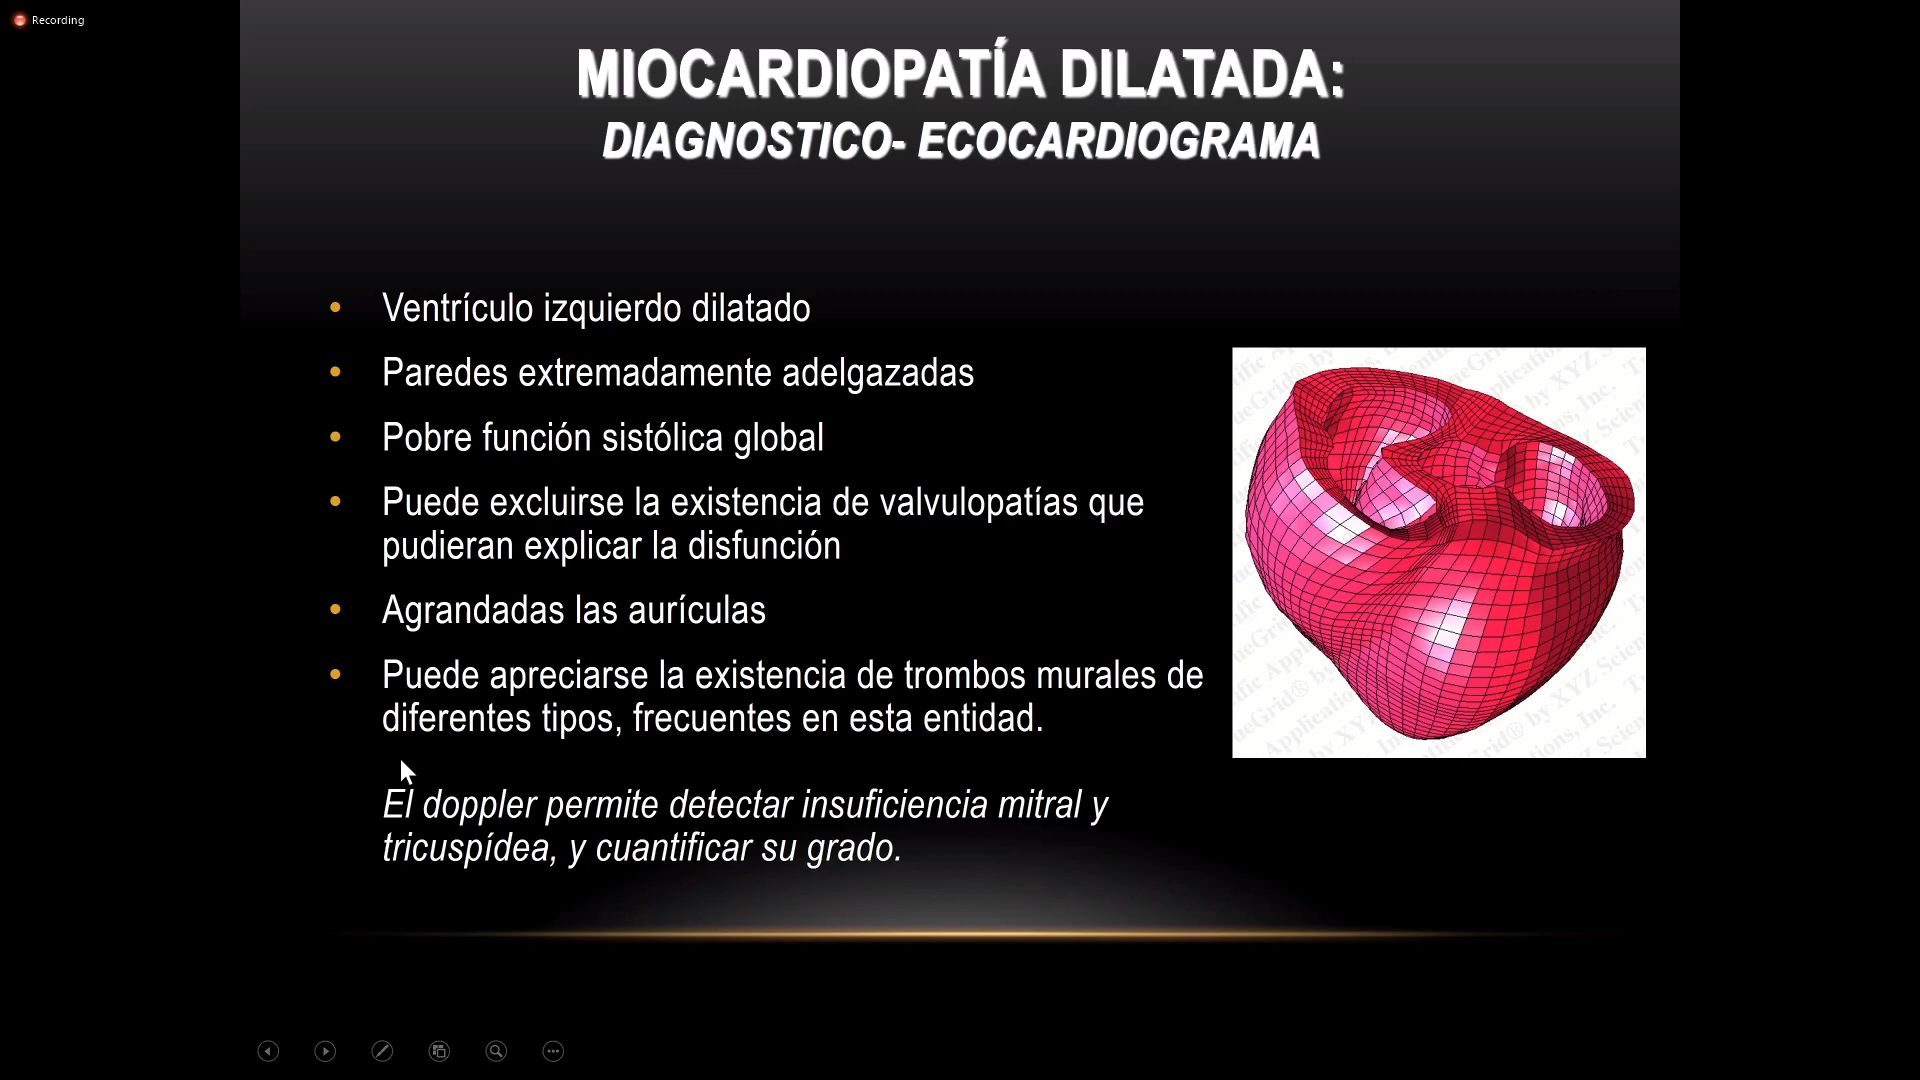 Recording
MIOCARDIOPATÍA DILATADA:
DIAGNOSTICO- ECOCARDIOGRAMA
• Ventrículo izquierdo dilatado
• Paredes extremadamente adelgazadas
• Pobre función sistólica global
• Puede excluirse la existencia de valvulopatías que
pudieran explicar la disfunción
• Agrandadas las aurículas
• Puede apreciarse la existencia de trombos murales de
diferentes tipos, frecuentes en esta entidad.
El doppler permite detectar insuficiencia mitral y
tricuspídea, y cuantificar su grado.